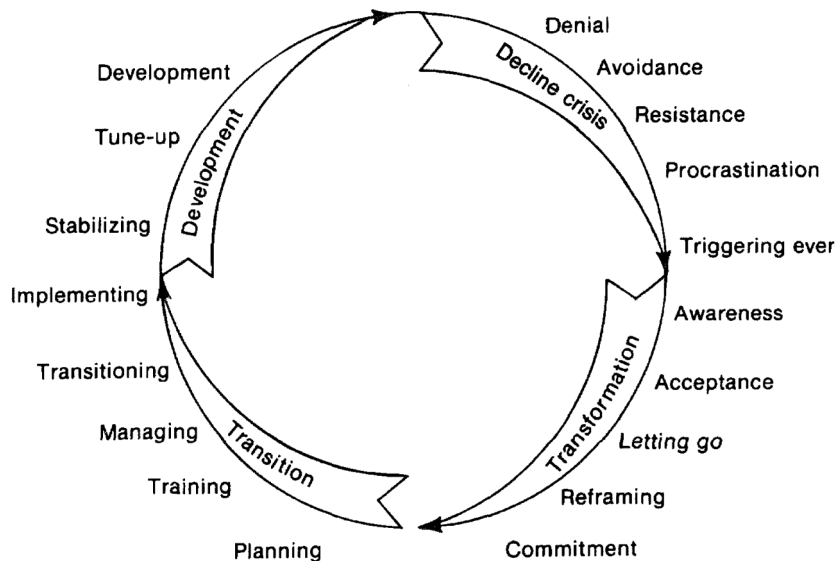 Denial
Avoidance
Resistance
Procrastination
Triggering ever
Decline crisis
Awareness
Acceptance
Letting go
Reframing
Commitment
Transformation
Planning
Training
Managing
Transitioning
Implementing
Transition
Stabilizing
Tune-up
Development
Development